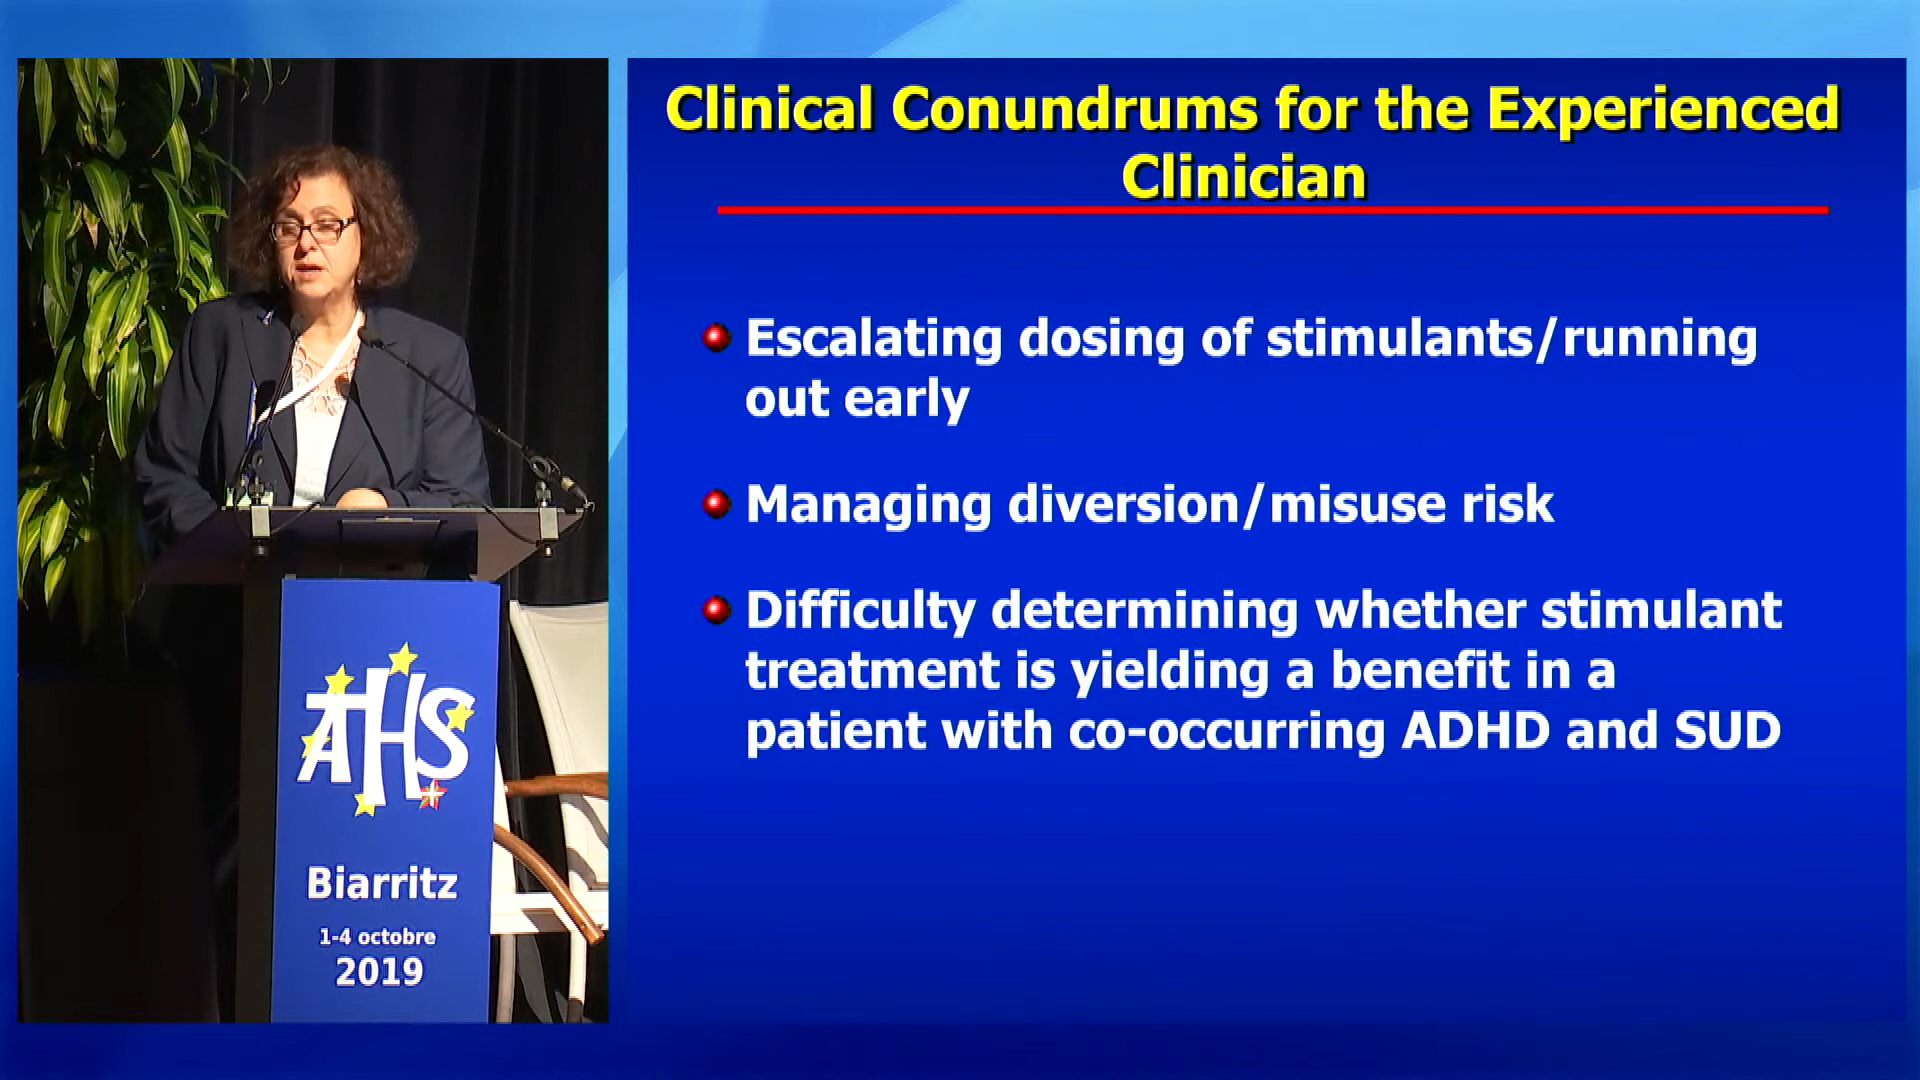 Clinical Conundrums for the Experienced
Clinician
Escalating dosing of stimulants/running
out early
Managing diversion/misuse risk
Difficulty determining whether stimulant
treatment is yielding a benefit in a
patient with co-occurring ADHD and SUD
ATHS
Biarritz
1-4 octobre
2019